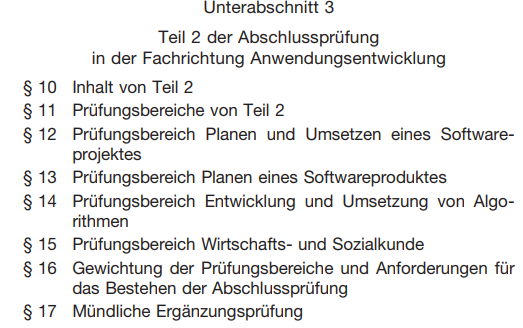 Unterabschnitt 3
Teil 2 der Abschlussprüfung
in der Fachrichtung Anwendungsentwicklung
§ 10 Inhalt von Teil 2
§ 11 Prüfungsbereiche von Teil 2
§ 12 Prüfungsbereich Planen und Umsetzen eines Software-
projektes
§ 13 Prüfungsbereich Planen eines Softwareproduktes
§ 14 Prüfungsbereich Entwicklung und Umsetzung von Algo-
rithmen
§ 15 Prüfungsbereich Wirtschafts- und Sozialkunde
§ 16 Gewichtung der Prüfungsbereiche und Anforderungen für
das Bestehen der Abschlussprüfung
§ 17 Mündliche Ergänzungsprüfung